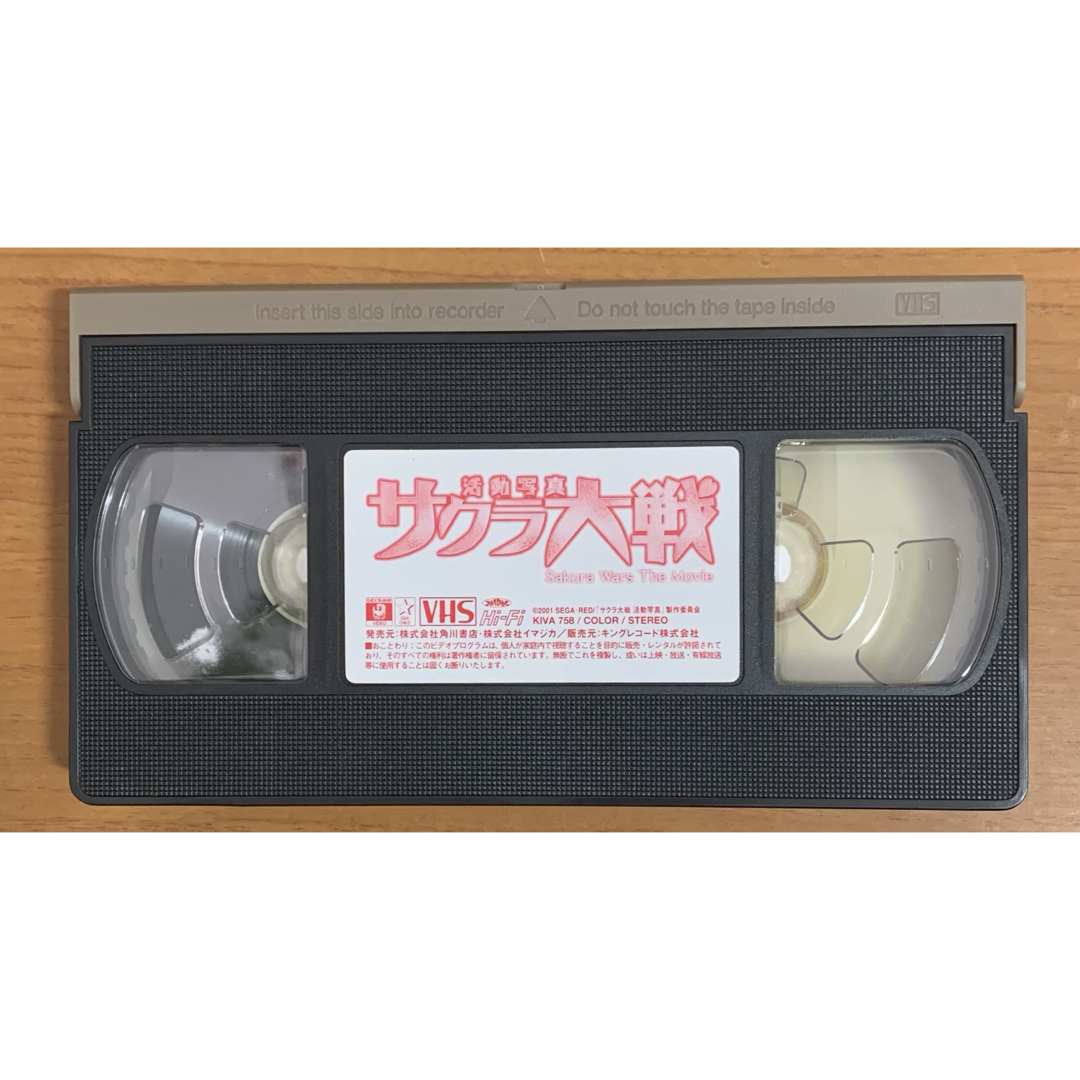 Insert this side into recorder Do not touch the tape inside VHS
活動写真
サクラ大戦
Sakura Wars The Movie
VHS Hi-Fi
©2001 SEGA・RED/「サクラ大戦 活動写真」製作委員会
KIVA 758 / COLOR / STEREO
発売元:株式会社角川書店・株式会社イマジカ/販売元:キングレコード株式会社
■おことわり:このビデオプログラムは、個人が家庭内で視聴することを目的に販売・レンタルが許諾されて
おり、そのすべての権利は著作権者に留保されています。無断でこれを複製し、或いは上映・放送・有線放送
等に使用することは固くお断りいたします。